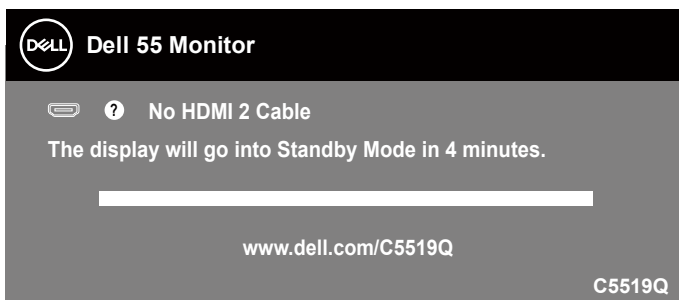 DELL Dell 55 Monitor
? No HDMI 2 Cable
The display will go into Standby Mode in 4 minutes.
www.dell.com/C5519Q
C5519Q